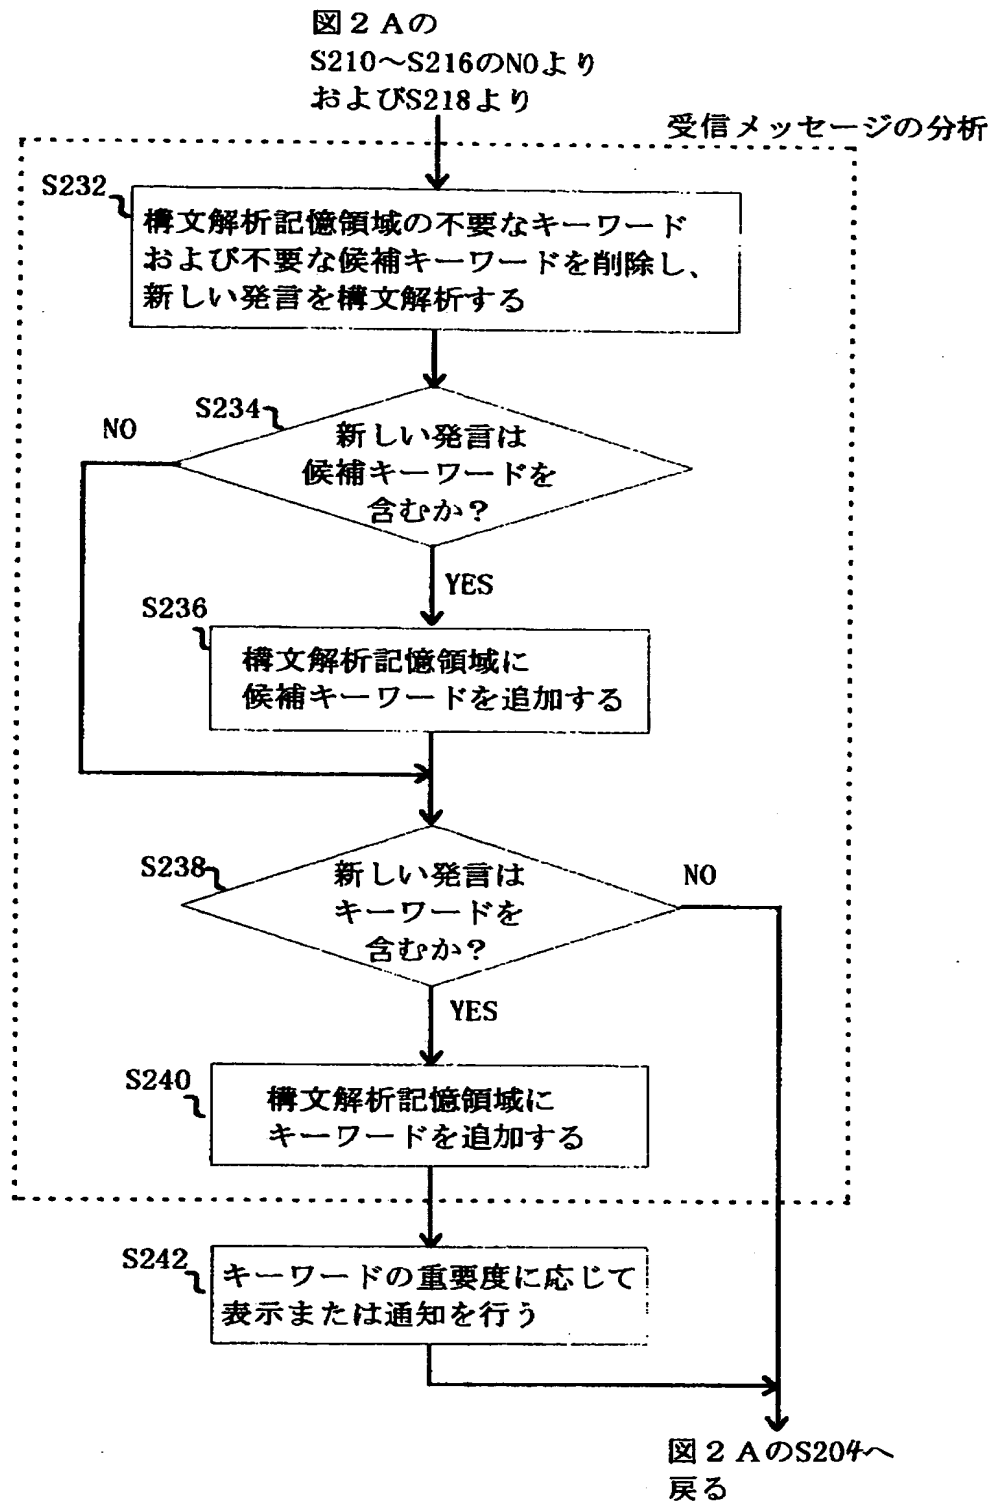 図２Ａの
S210～S216のNOより
およびS218より
受信メッセージの分析
S232
構文解析記憶領域の不要なキーワード
および不要な候補キーワードを削除し、
新しい発言を構文解析する
S234
NO
新しい発言は
候補キーワードを
含むか？
YES
S236
構文解析記憶領域に
候補キーワードを追加する
S238
新しい発言は
キーワードを
含むか？
NO
YES
S240
構文解析記憶領域に
キーワードを追加する
S242
キーワードの重要度に応じて
表示または通知を行う
図２ＡのS204へ
戻る